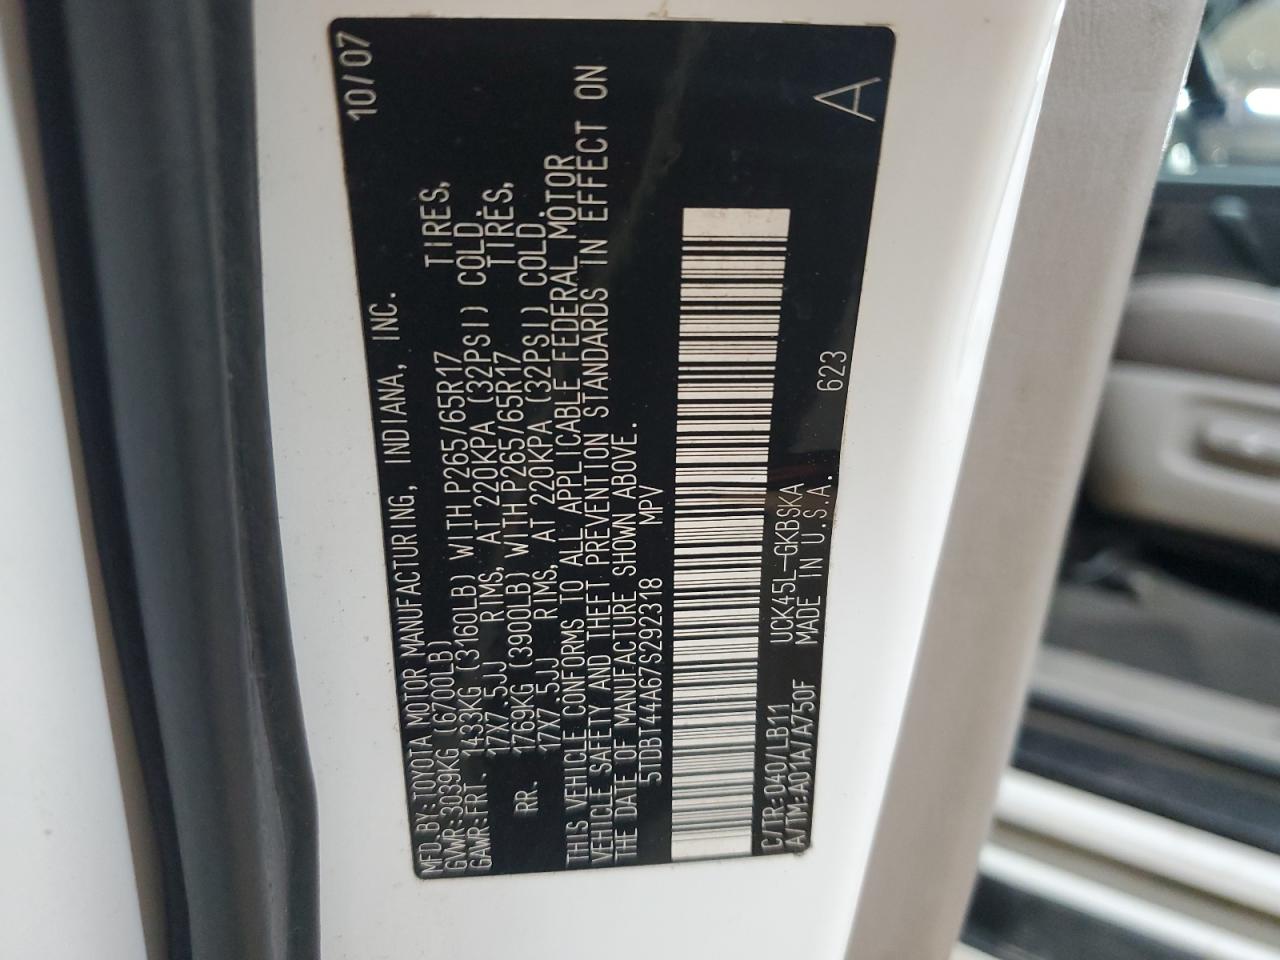 MFD.BY:TOYOTA MOTOR MANUFACTURING, INDIANA, INC. 10/07
GVWR:3039KG (6700LB)
GAWR:FRT. 1433KG (3160LB) WITH P265/65R17 TIRES,
17X7.5JJ RIMS, AT 220KPA (32PSI) COLD.
RR. 1769KG (3900LB) WITH P265/65R17 TIRES,
17X7.5JJ RIMS, AT 220KPA (32PSI) COLD.
THIS VEHICLE CONFORMS TO ALL APPLICABLE FEDERAL MOTOR
VEHICLE SAFETY AND THEFT PREVENTION STANDARDS IN EFFECT ON
THE DATE OF MANUFACTURE SHOWN ABOVE.
5TDBT44A67S292318 MPV
C/TR:040/LB11 UCK45L-GKBSKA 623
A/TM:A01A/A750F MADE IN U.S.A. A